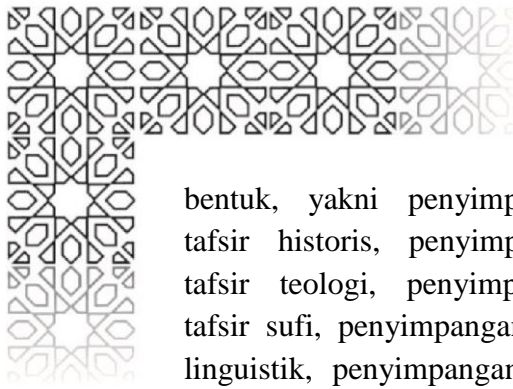 bentuk, yakni penyimp
tafsir historis, penyimp
tafsir teologi, penyimp
tafsir sufi, penyimpangan
linguistik, penyimpangan